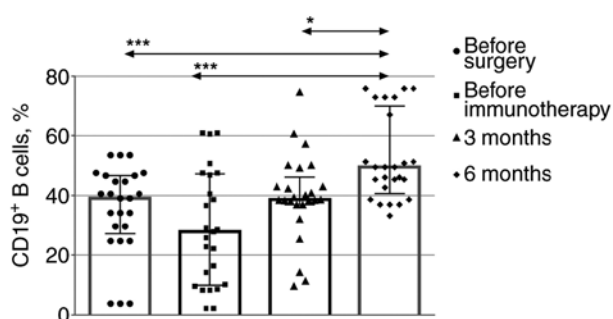 *
***
***
80
60
40
20
0
CD19+ B cells, %
Before
surgery
Before
immunotherapy
3 months
6 months